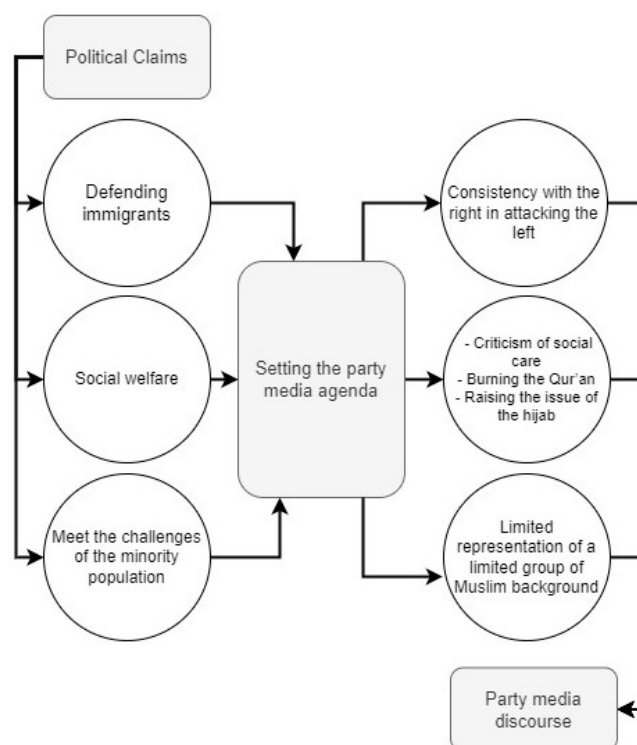 Political Claims
Defending
immigrants
Consistency with the
right in attacking the
left
Social welfare
Setting the party
media agenda
- Criticism of social
care
- Burning the Qur'an
- Raising the issue of
the hijab
Meet the challenges
of the minority
population
Limited
representation of a
limited group of
Muslim background
Party media
discourse